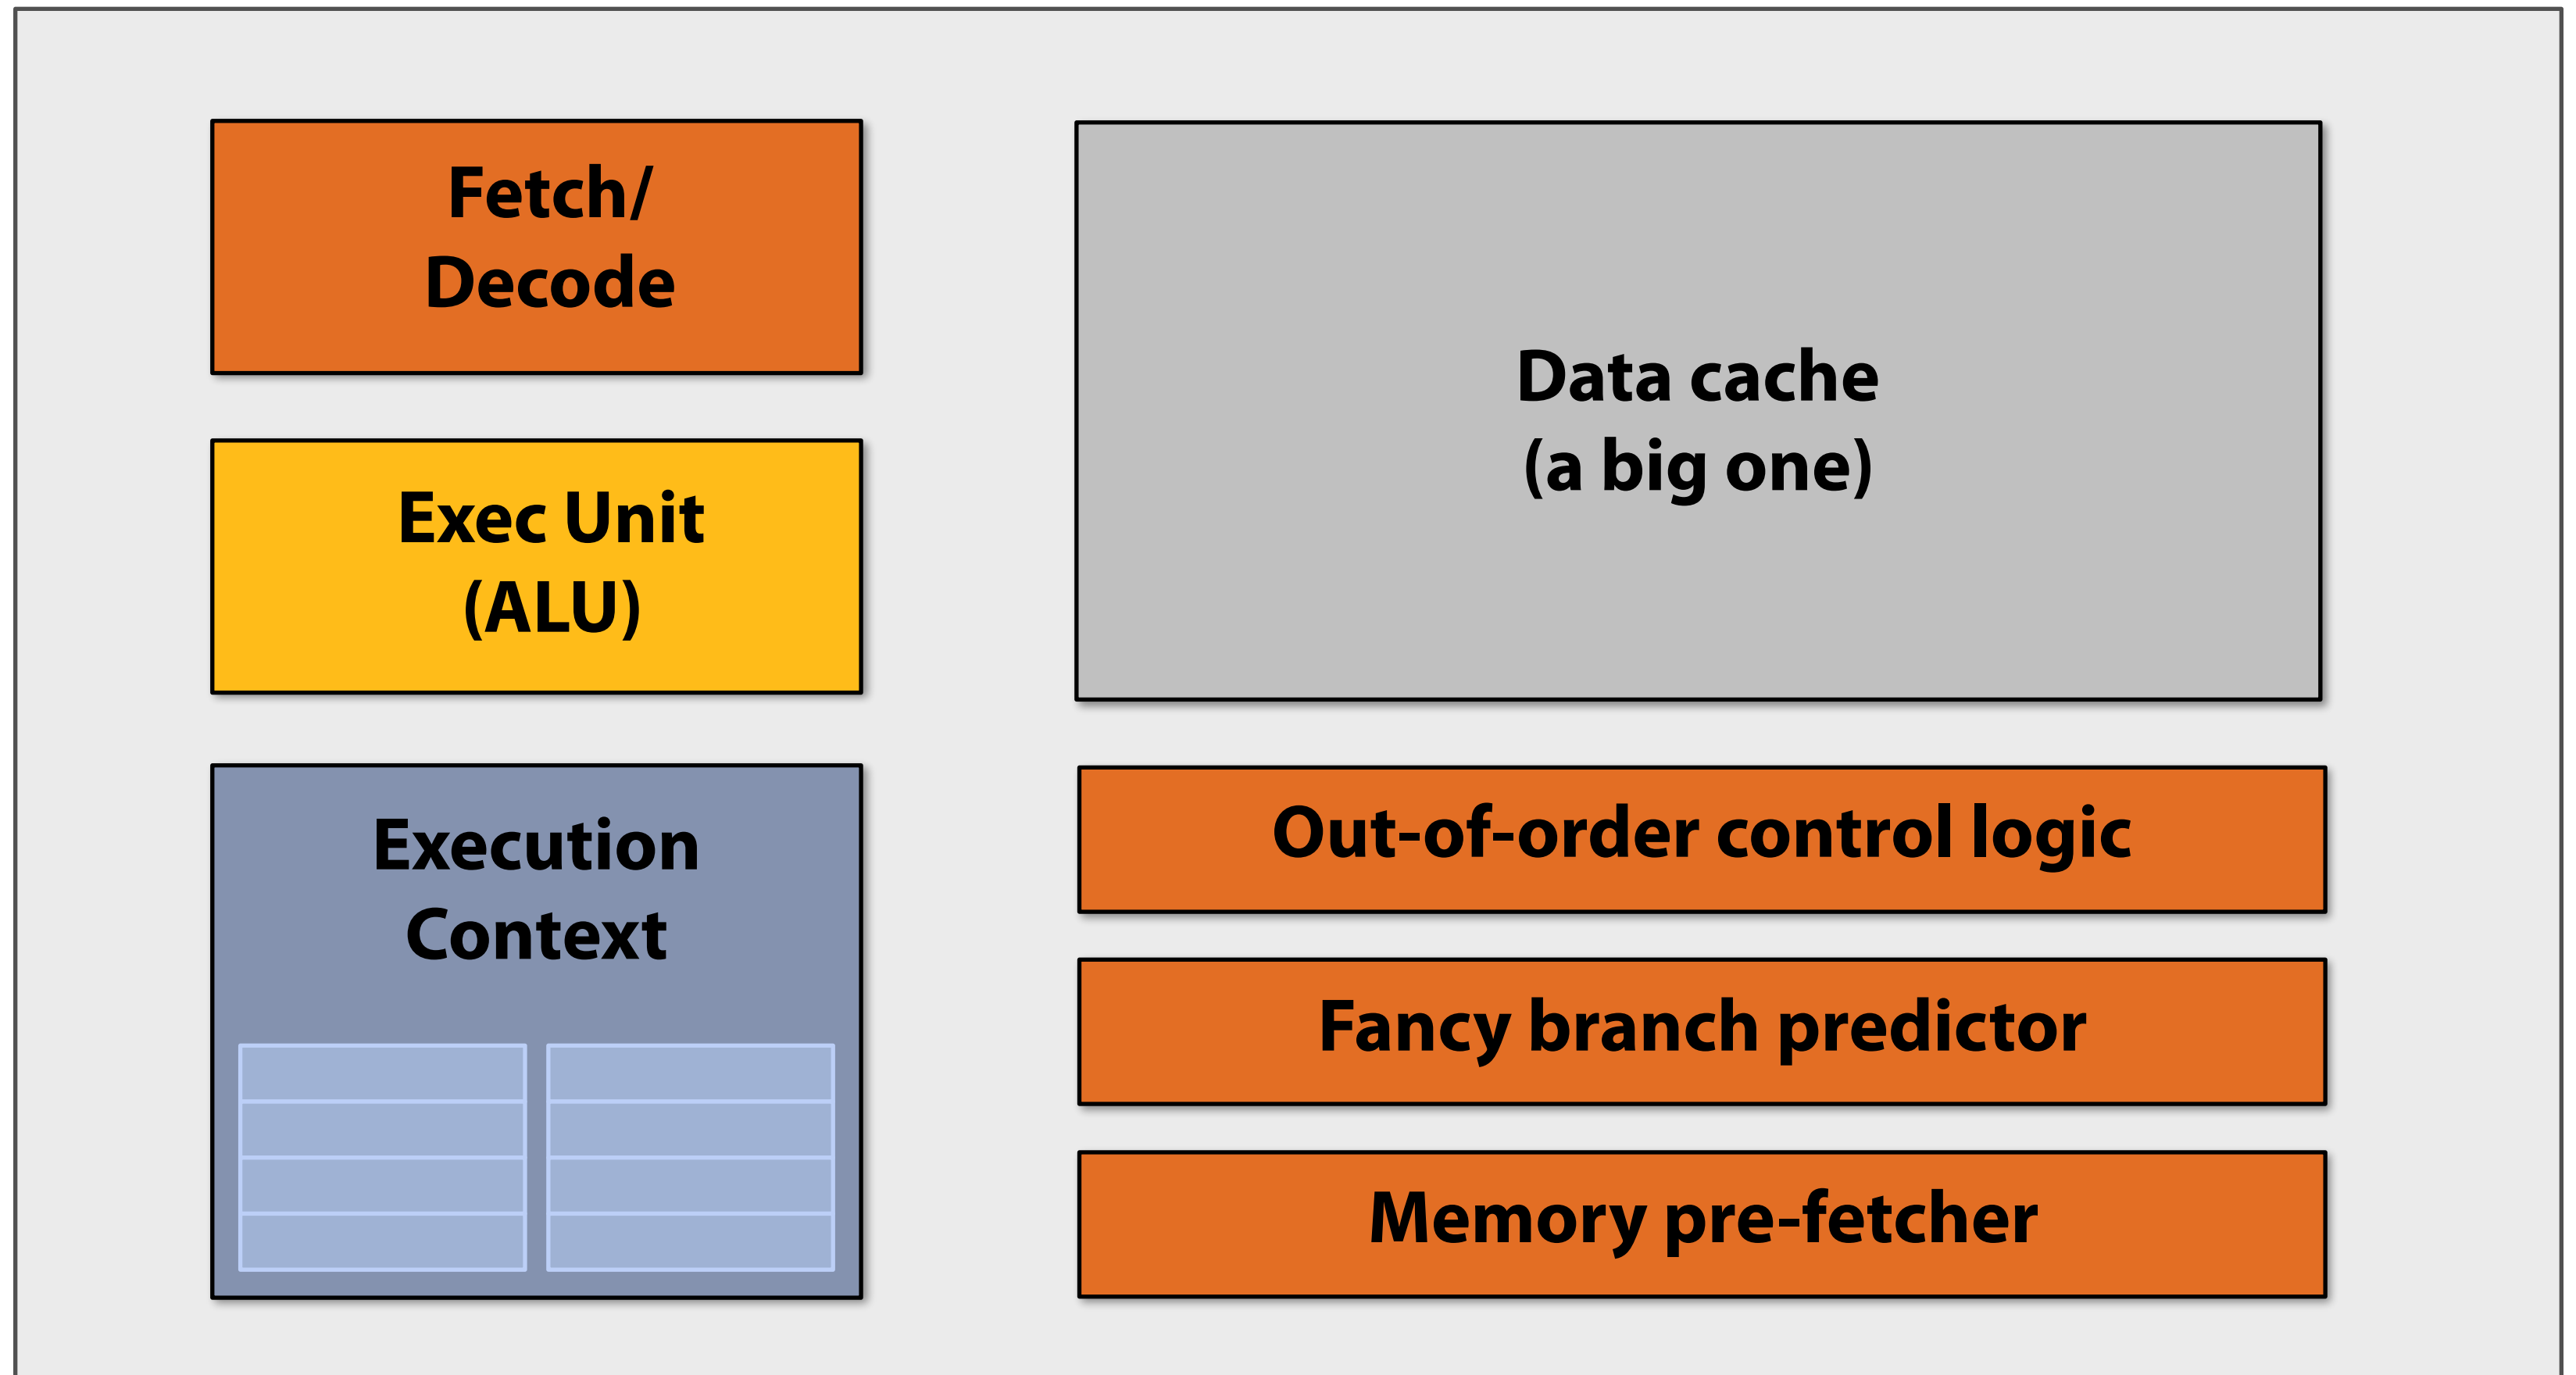 Fetch/
Decode
Exec Unit
(ALU)
Execution
Context
Data cache
(a big one)
Out-of-order control logic
Fancy branch predictor
Memory pre-fetcher